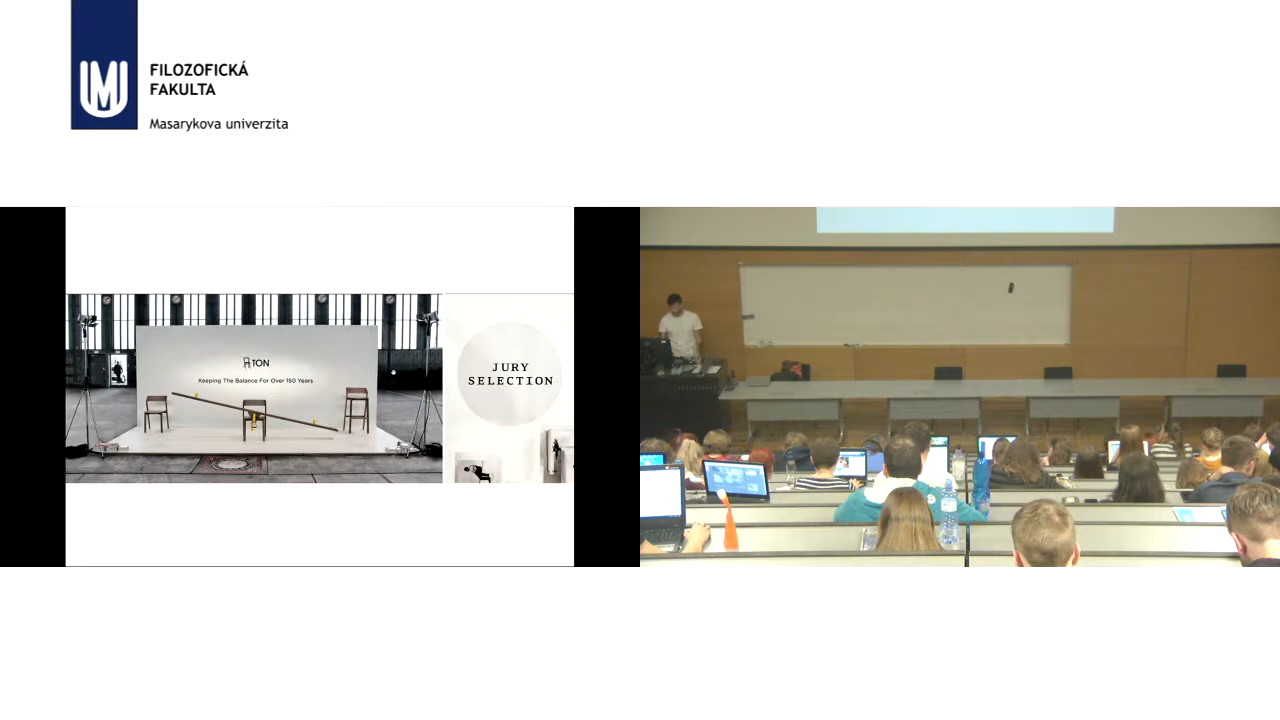 FILOZOFICKÁ
FAKULTA
Masarykova univerzita
TON
Keeping The Balance For Over 150 Years
JURY
SELECTION